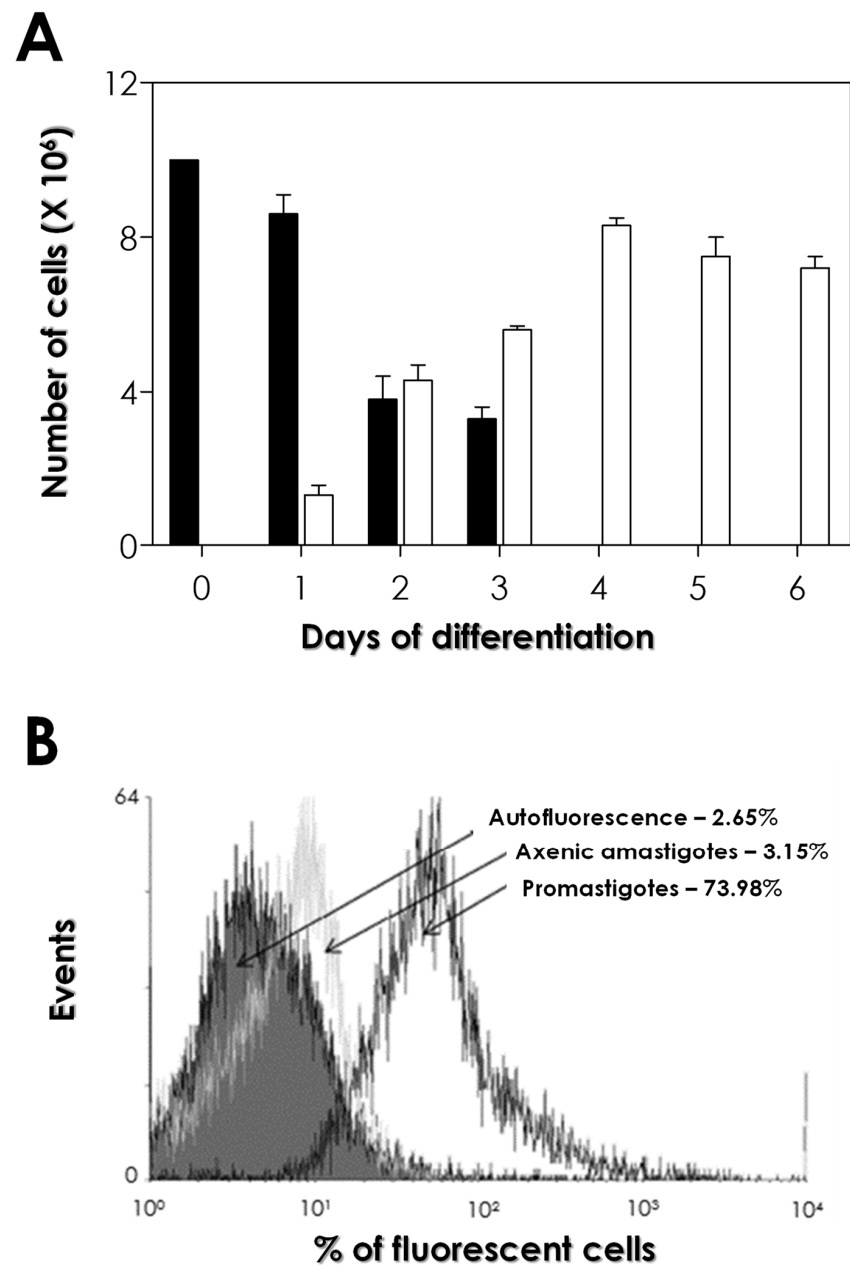 A
12
8
4
0
Number of cells (X 10⁶)
0 1 2 3 4 5 6
Days of differentiation
B
64
0
Events
Autofluorescence – 2.65%
Axenic amastigotes – 3.15%
Promastigotes – 73.98%
10⁰ 10¹ 10² 10³ 10⁴
% of fluorescent cells